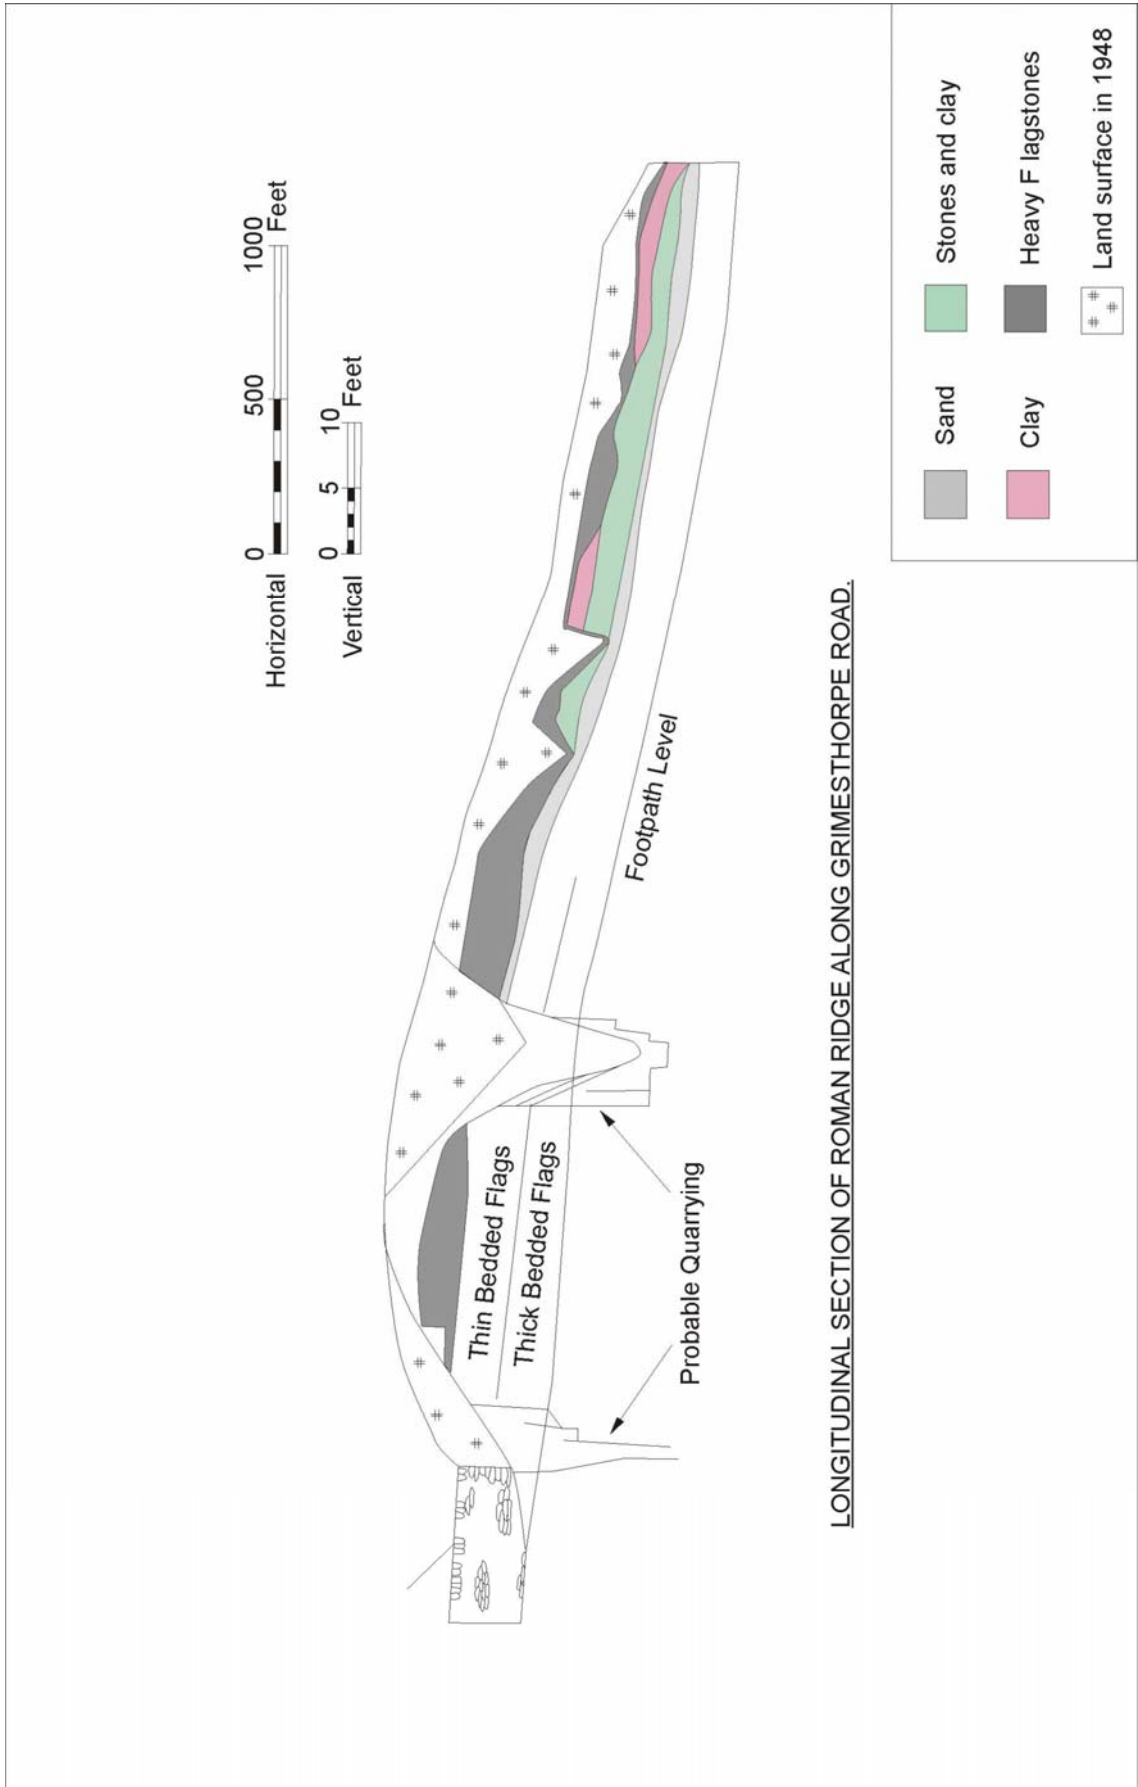 Horizontal
0 500 1000
Feet
Vertical
0 5 10
Feet
Thin Bedded Flags
Thick Bedded Flags
Footpath Level
Probable Quarrying
LONGITUDINAL SECTION OF ROMAN RIDGE ALONG GRIMESTHORPE ROAD.
Sand
Stones and clay
Clay
Heavy F lagstones
Land surface in 1948